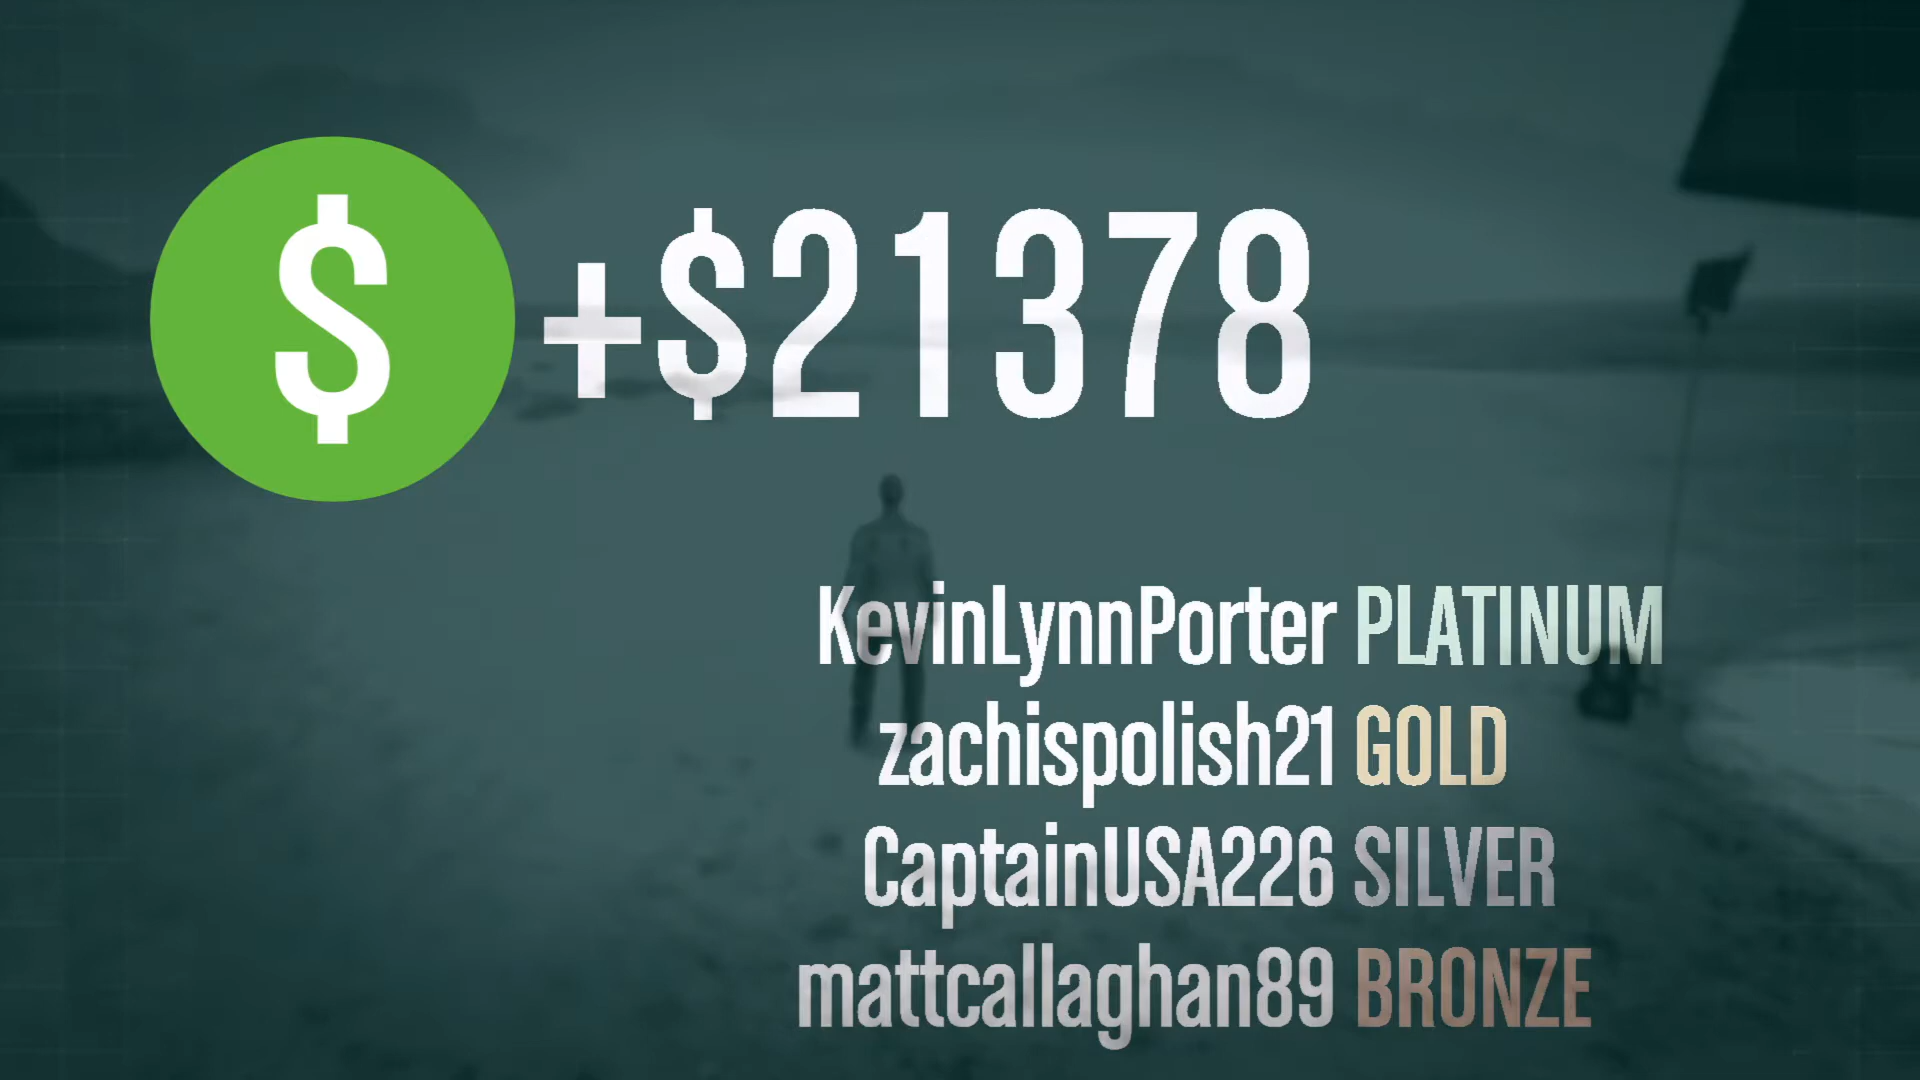 $ +$21378
KevinLynnPorter PLATINUM
zachispolish21 GOLD
CaptainUSA226 SILVER
mattcallaghan89 BRONZE